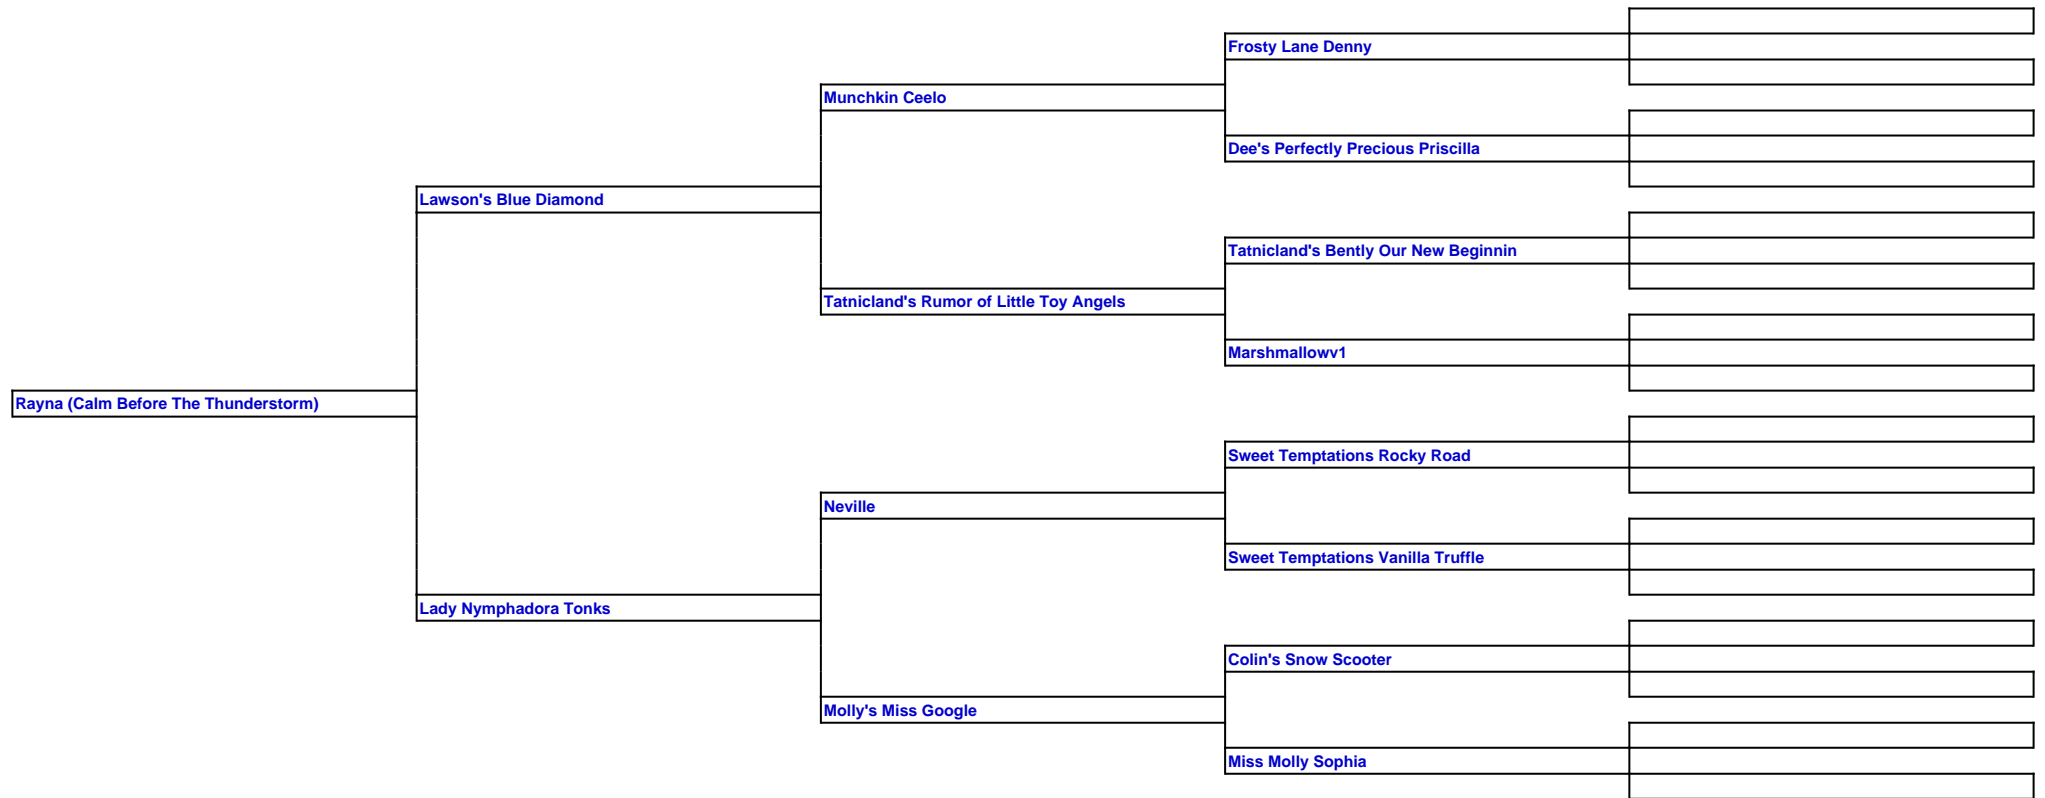 Frosty Lane Denny
Munchkin Ceelo
Dee's Perfectly Precious Priscilla
Lawson's Blue Diamond
Tatnicland's Bently Our New Beginnin
Tatnicland's Rumor of Little Toy Angels
Marshmallowv1
Rayna (Calm Before The Thunderstorm)
Sweet Temptations Rocky Road
Neville
Sweet Temptations Vanilla Truffle
Lady Nymphadora Tonks
Colin's Snow Scooter
Molly's Miss Google
Miss Molly Sophia